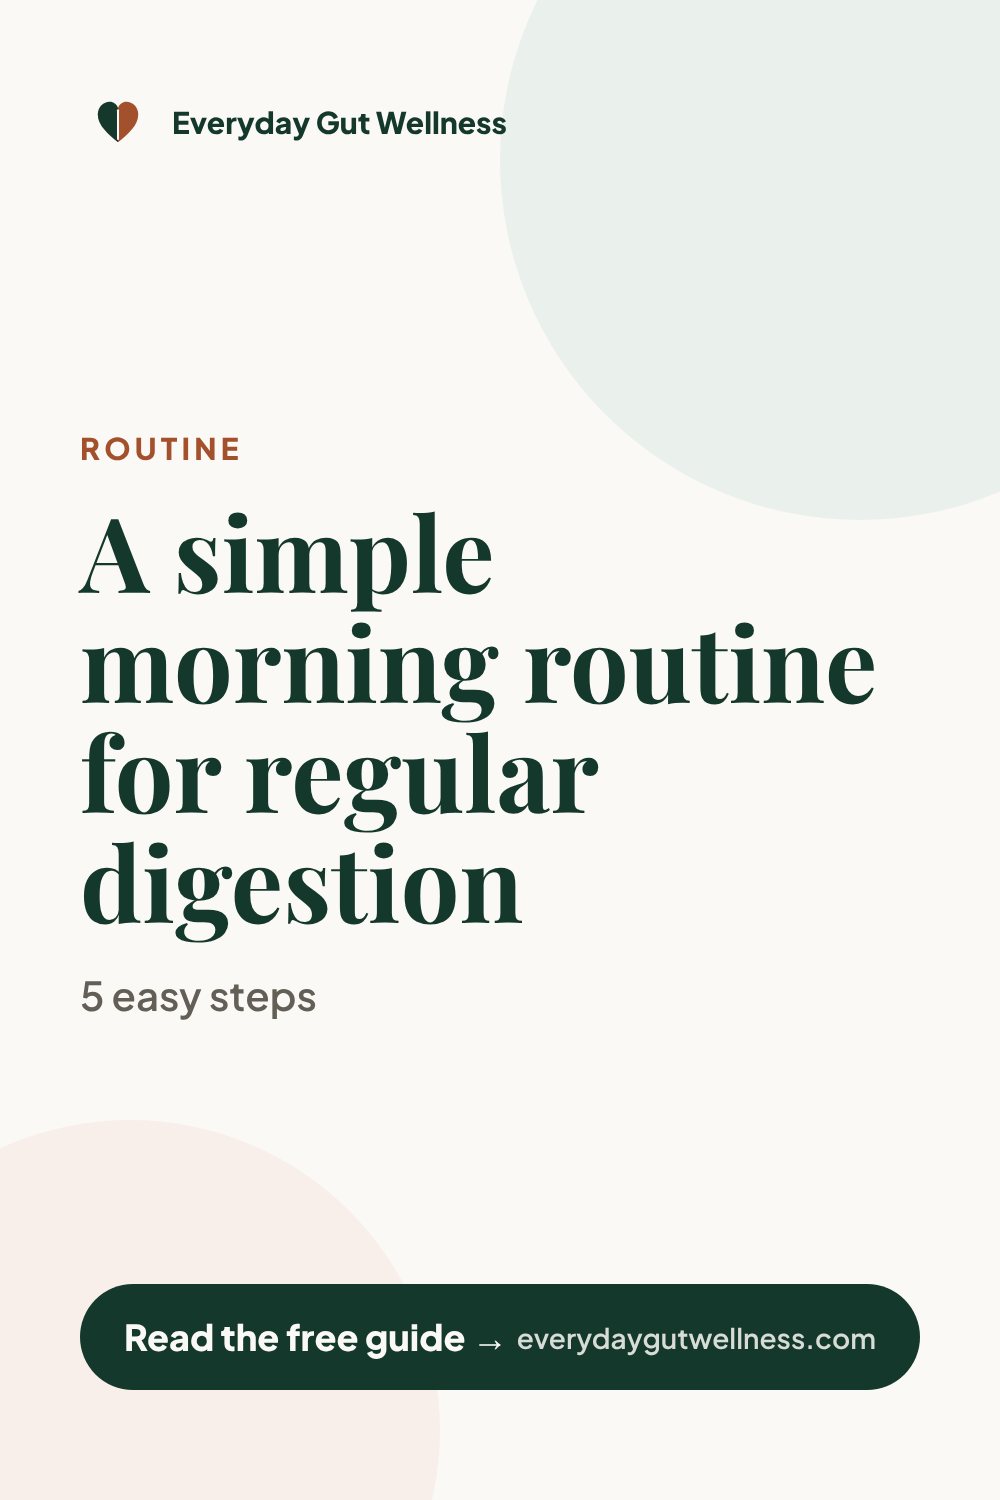 Everyday Gut Wellness
ROUTINE
A simple
morning routine
for regular
digestion
5 easy steps
Read the free guide → everydaygutwellness.com